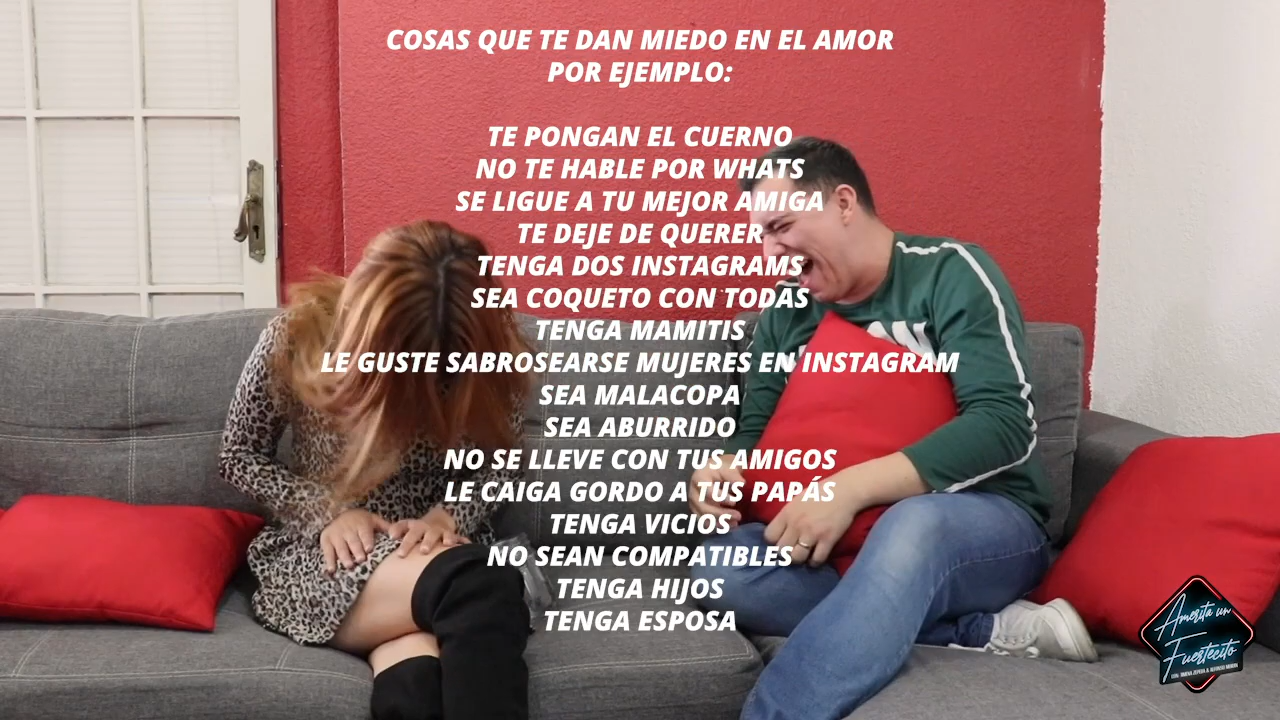 COSAS QUE TE DAN MIEDO EN EL AMOR
POR EJEMPLO:
TE PONGAN EL CUERNO
NO TE HABLE POR WHATS
SE LIGUE A TU MEJOR AMIGA
TE DEJE DE QUERER
TENGA DOS INSTAGRAMS
SEA COQUETO CON TODAS
TENGA MAMITIS
LE GUSTE SABROSEARSE MUJERES EN INSTAGRAM
SEA MALACOPA
SEA ABURRIDO
NO SE LLEVE CON TUS AMIGOS
LE CAIGA GORDO A TUS PAPÁS
TENGA VICIOS
NO SEAN COMPATIBLES
TENGA HIJOS
TENGA ESPOSA
Amerita un
Fuertecito